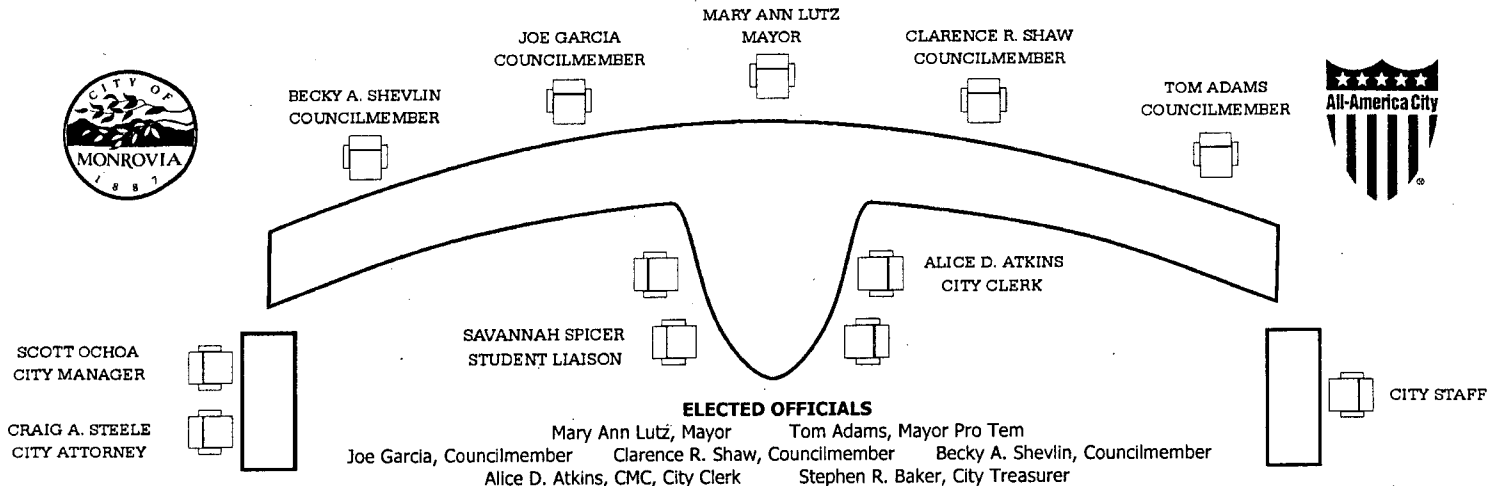 MARY ANN LUTZ
MAYOR
JOE GARCIA
COUNCILMEMBER
CLARENCE R. SHAW
COUNCILMEMBER
BECKY A. SHEVLIN
COUNCILMEMBER
TOM ADAMS
COUNCILMEMBER
CITY OF
MONROVIA
1887
All-America City
®
ALICE D. ATKINS
CITY CLERK
SAVANNAH SPICER
STUDENT LIAISON
SCOTT OCHOA
CITY MANAGER
CRAIG A. STEELE
CITY ATTORNEY
CITY STAFF
ELECTED OFFICIALS
Mary Ann Lutz, Mayor Tom Adams, Mayor Pro Tem
Joe Garcia, Councilmember Clarence R. Shaw, Councilmember Becky A. Shevlin, Councilmember
Alice D. Atkins, CMC, City Clerk Stephen R. Baker, City Treasurer